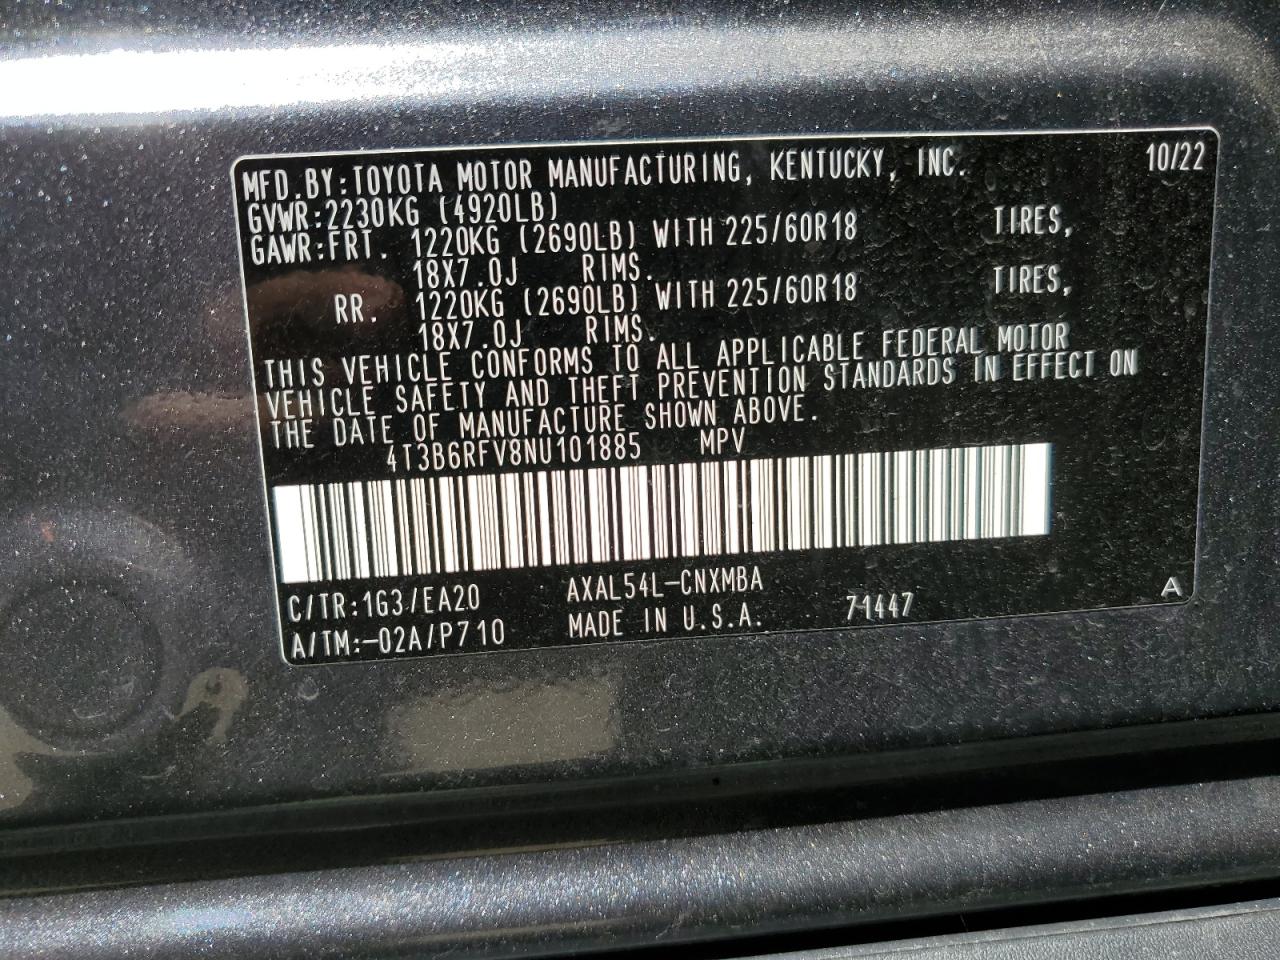 MFD.BY:TOYOTA MOTOR MANUFACTURING, KENTUCKY, INC. 10/22
GVWR:2230KG (4920LB)
GAWR:FRT. 1220KG (2690LB) WITH 225/60R18 TIRES,
18X7.0J RIMS.
RR. 1220KG (2690LB) WITH 225/60R18 TIRES,
18X7.0J RIMS.
THIS VEHICLE CONFORMS TO ALL APPLICABLE FEDERAL MOTOR
VEHICLE SAFETY AND THEFT PREVENTION STANDARDS IN EFFECT ON
THE DATE OF MANUFACTURE SHOWN ABOVE.
4T3B6RFV8NU101885 MPV
C/TR:1G3/EA20 AXAL54L-CNXMBA
A/TM:-02A/P710 MADE IN U.S.A. 71447 A